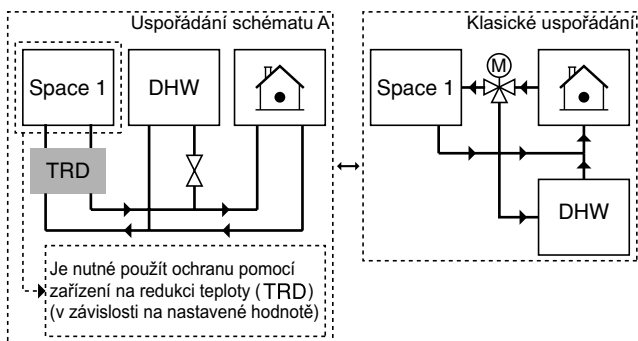 Uspořádání schématu A
Klasické uspořádání
Space 1
DHW
TRD
Je nutné použít ochranu pomocí
zařízení na redukci teploty (TRD)
(v závislosti na nastavené hodnotě)
M
Space 1
DHW